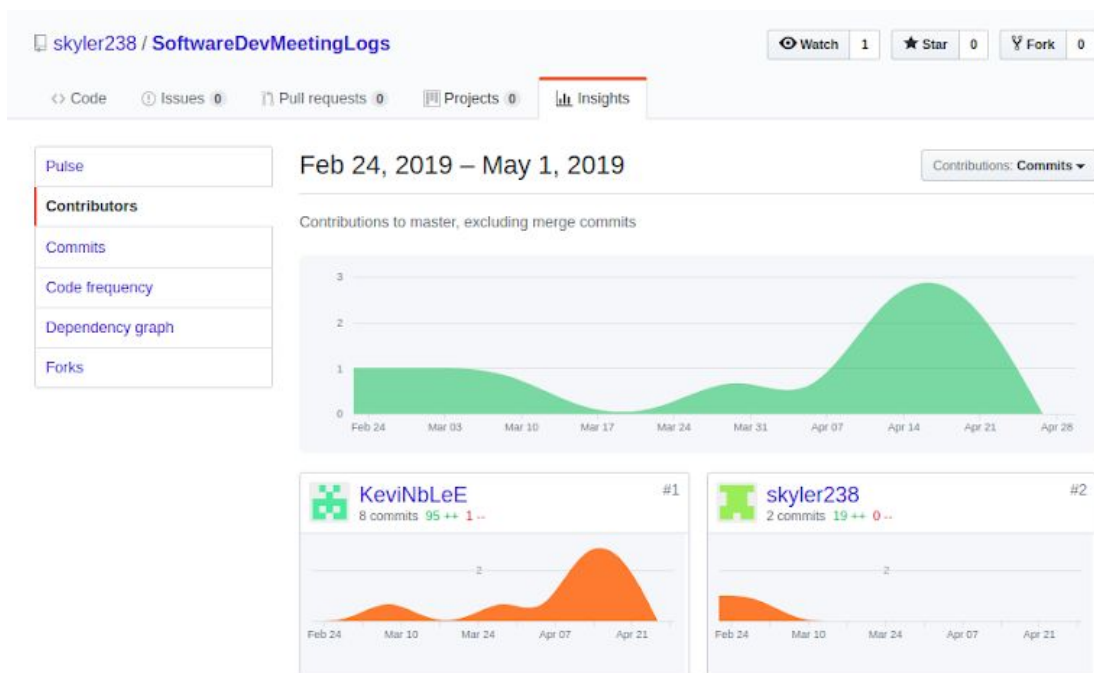 skyler238 / SoftwareDevMeetingLogs
Watch 1 Star 0 Fork 0
Code Issues 0 Pull requests 0 Projects 0 Insights
Pulse
Contributors
Commits
Code frequency
Dependency graph
Forks
Feb 24, 2019 – May 1, 2019
Contributions: Commits
Contributions to master, excluding merge commits
3
2
1
0
Feb 24 Mar 03 Mar 10 Mar 17 Mar 24 Mar 31 Apr 07 Apr 14 Apr 21 Apr 28
KeviNbLeE #1
8 commits 95 ++ 1 --
2
Feb 24 Mar 10 Mar 24 Apr 07 Apr 21
skyler238 #2
2 commits 19 ++ 0 --
2
Feb 24 Mar 10 Mar 24 Apr 07 Apr 21